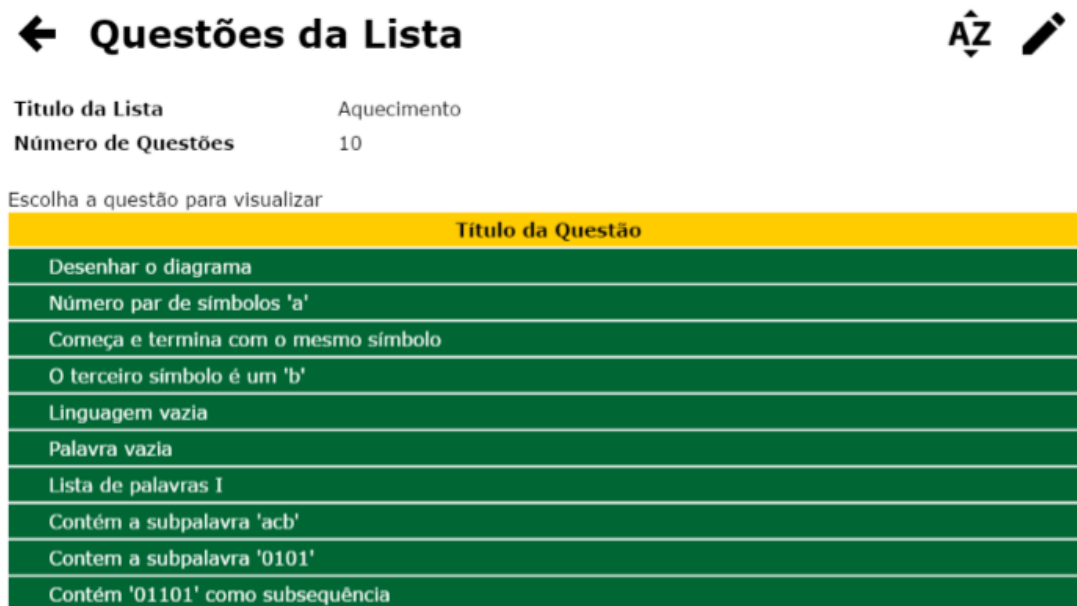 Questões da Lista
AZ
Titulo da Lista Aquecimento
Número de Questões 10
Escolha a questão para visualizar
Título da Questão
Desenhar o diagrama
Número par de símbolos 'a'
Começa e termina com o mesmo símbolo
O terceiro símbolo é um 'b'
Linguagem vazia
Palavra vazia
Lista de palavras I
Contém a subpalavra 'acb'
Contem a subpalavra '0101'
Contém '01101' como subsequência